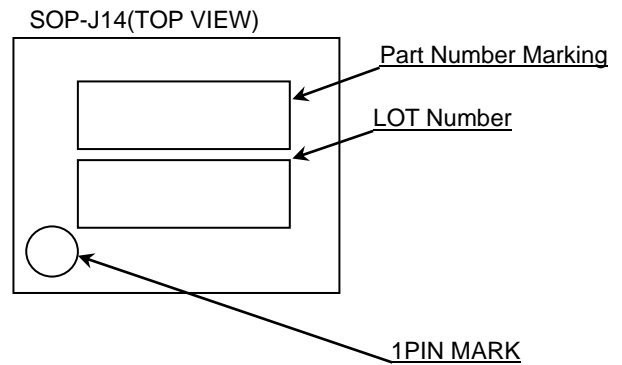 SOP-J14(TOP VIEW)
Part Number Marking
LOT Number
1PIN MARK